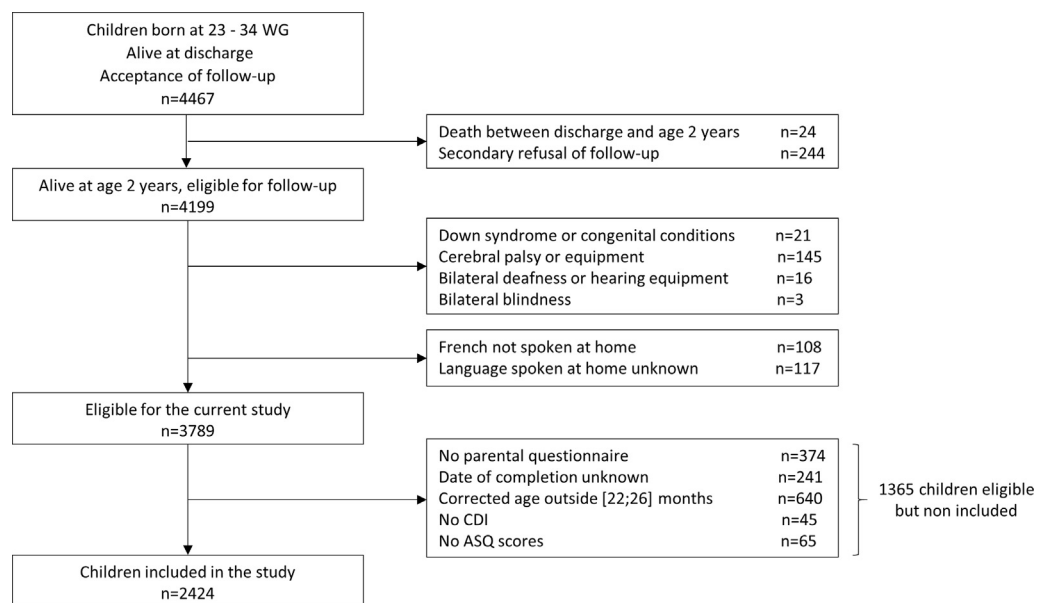 Children born at 23 - 34 WG
Alive at discharge
Acceptance of follow-up
n=4467
Death between discharge and age 2 years n=24
Secondary refusal of follow-up n=244
Alive at age 2 years, eligible for follow-up
n=4199
Down syndrome or congenital conditions n=21
Cerebral palsy or equipment n=145
Bilateral deafness or hearing equipment n=16
Bilateral blindness n=3
French not spoken at home n=108
Language spoken at home unknown n=117
Eligible for the current study
n=3789
No parental questionnaire n=374
Date of completion unknown n=241
Corrected age outside [22;26] months n=640
No CDI n=45
No ASQ scores n=65
1365 children eligible
but non included
Children included in the study
n=2424